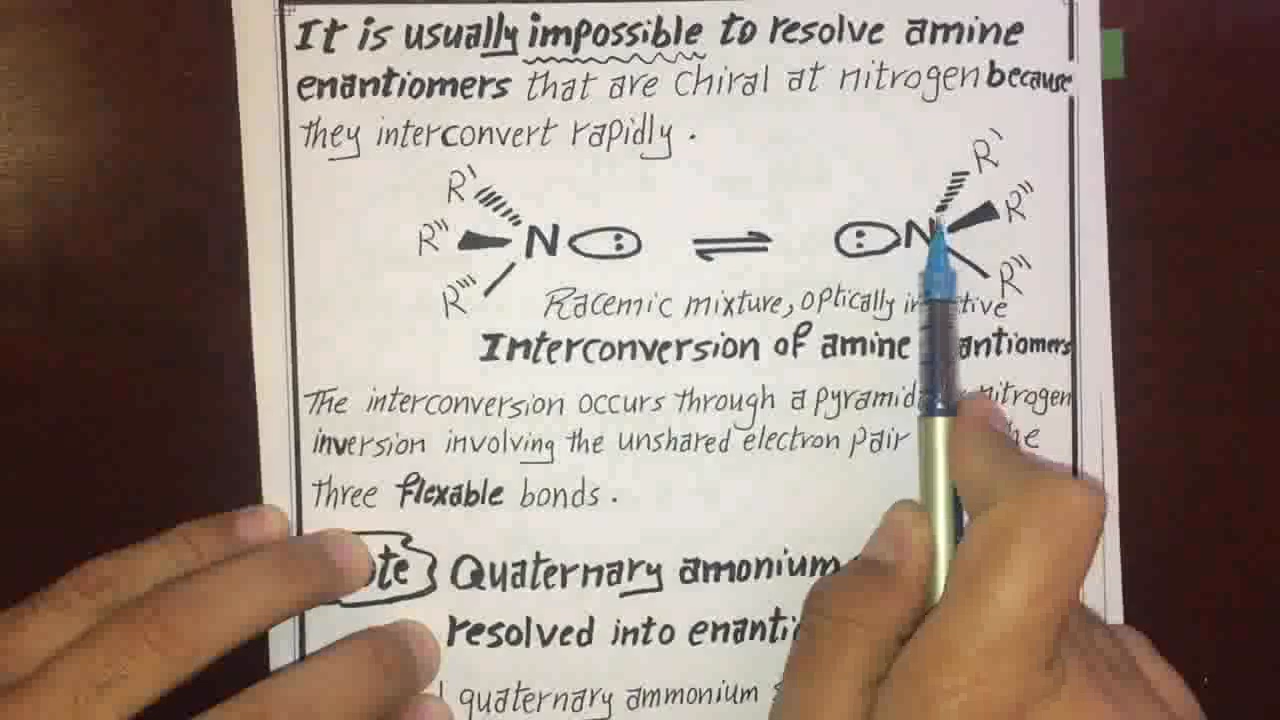 It is usually impossible to resolve amine
enantiomers that are chiral at nitrogen because
they interconvert rapidly.
R' R'
R'' N : ⇌ : N R''
R''' R''
Racemic mixture, optically
Interconversion of amine
The interconversion occurs through a nitrogen
inversion involving the unshared electron pair
three flexable bonds.
Quaternary amonium
resolved into
quaternary ammonium